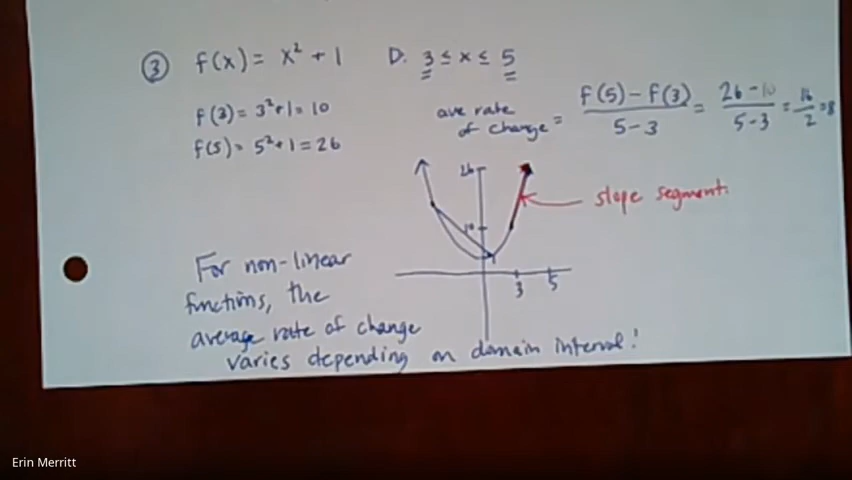 ③ f(x) = x² + 1 D. 3 ≤ x ≤ 5
f(3) = 3²+1 = 10
f(5) = 5²+1 = 26
ave rate of change = f(5) - f(3) / 5-3 = 26-10 / 5-3 = 16/2 = 8
26
10
3 5
slope segment.
For non-linear
functions, the
average rate of change
varies depending on domain interval!
Erin Merritt